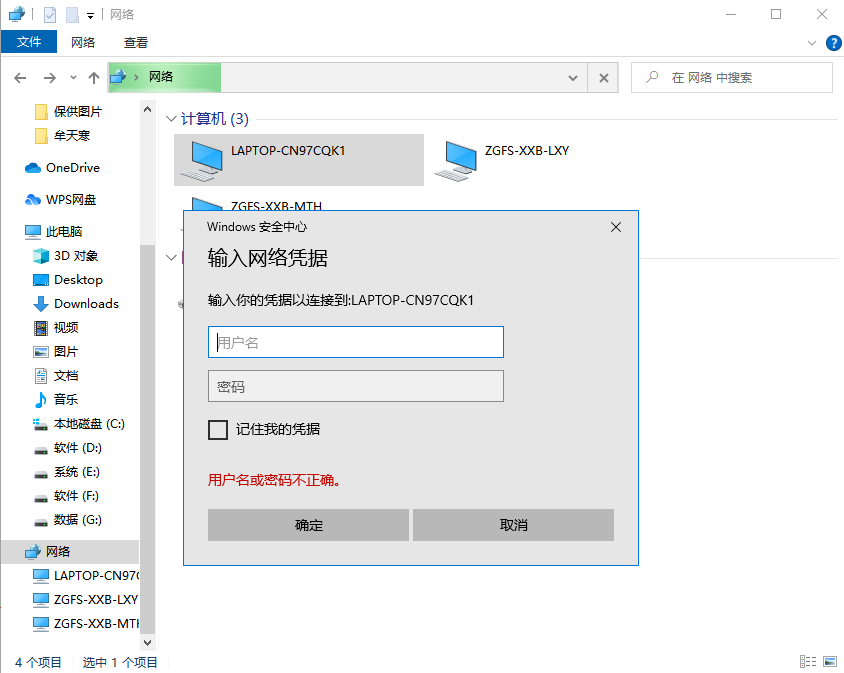 网络
文件 网络 查看
网络 在 网络 中搜索
保供图片
牟天寒
OneDrive
WPS网盘
此电脑
3D 对象
Desktop
Downloads
视频
图片
文档
音乐
本地磁盘 (C:)
软件 (D:)
系统 (E:)
软件 (F:)
数据 (G:)
网络
LAPTOP-CN97C
ZGFS-XXB-LXY
ZGFS-XXB-MTH
计算机 (3)
LAPTOP-CN97CQK1
ZGFS-XXB-LXY
ZGFS-XXB-MTH
Windows 安全中心
输入网络凭据
输入你的凭据以连接到:LAPTOP-CN97CQK1
用户名
密码
记住我的凭据
用户名或密码不正确。
确定 取消
4 个项目 选中 1 个项目